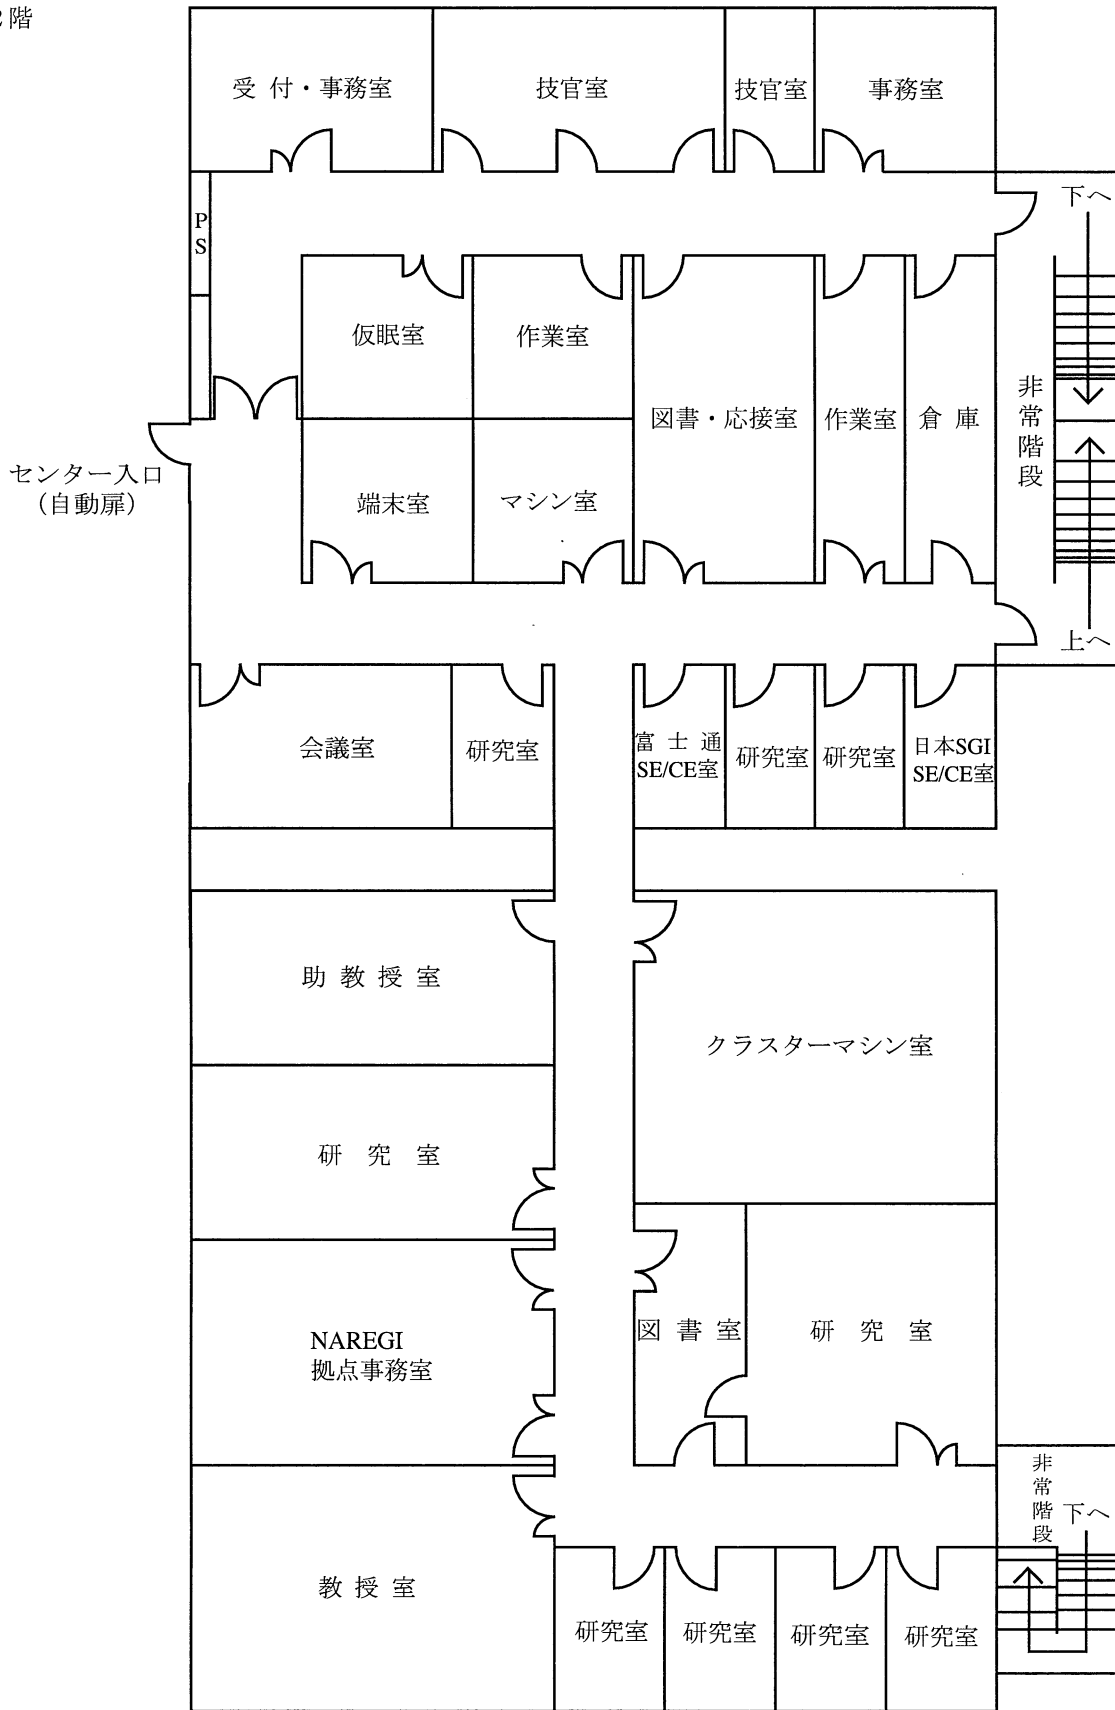 2階
受付・事務室
技官室
技官室
事務室
下へ
PS
仮眠室
作業室
図書・応接室
作業室
倉庫
非常階段
センター入口
(自動扉)
端末室
マシン室
上へ
会議室
研究室
富士通
SE/CE室
研究室
研究室
日本SGI
SE/CE室
助教授室
クラスターマシン室
研究室
NAREGI
拠点事務室
図書室
研究室
非常階段
下へ
教授室
研究室
研究室
研究室
研究室